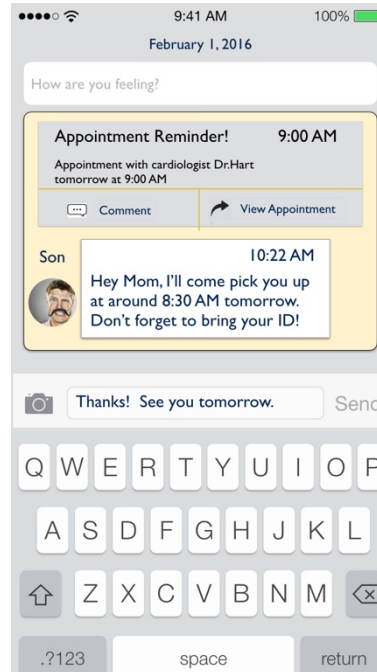 9:41 AM 100%
February 1, 2016
How are you feeling?
Appointment Reminder! 9:00 AM
Appointment with cardiologist Dr.Hart
tomorrow at 9:00 AM
Comment View Appointment
Son 10:22 AM
Hey Mom, I'll come pick you up
at around 8:30 AM tomorrow.
Don't forget to bring your ID!
Thanks! See you tomorrow. Send
Q W E R T Y U I O P
A S D F G H J K L
Z X C V B N M
.?123 space return